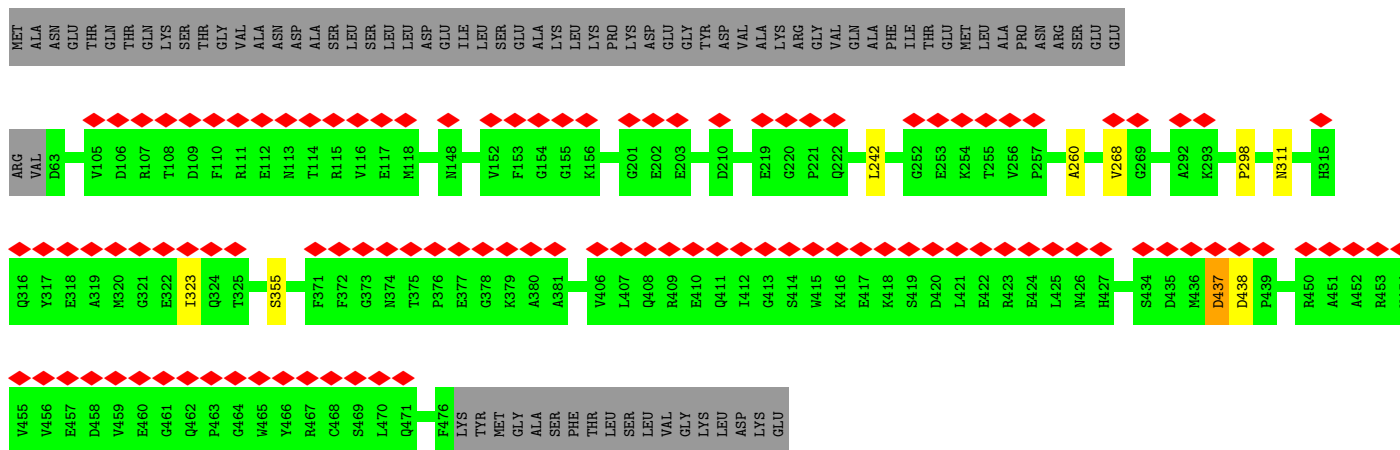 MET ALA ASN GLU THR GLN THR GLN LYS SER THR GLY VAL ALA ASN ASP ALA SER LEU SER LEU LEU ASP GLU ILE LEU SER GLU ALA LYS LEU LYS PRO LYS ASP GLU GLY TYR ASP VAL ALA LYS ARG GLY VAL GLN ALA PHE ILE THR GLU MET LEU ALA PRO ASN ARG SER GLU GLU
ARG VAL D63 V105 D106 R107 T108 D109 F110 R111 E112 N113 T114 R115 V116 E117 M118 N148 V152 F153 G154 G155 K156 G201 E202 E203 D210 E219 G220 P221 Q222 L242 G252 E253 K254 T255 V256 P257 A260 V268 G269 A292 K293 P298 N311 H315
Q316 Y317 E318 A319 M320 G321 E322 I323 Q324 T325 S355 F371 F372 G373 N374 T375 P376 E377 G378 K379 A380 A381 V406 L407 Q408 R409 E410 Q411 I412 G413 S414 W415 K416 E417 K418 S419 D420 L421 E422 R423 E424 L425 N426 H427 S434 D435 M436 D437 D438 P439 R450 A451 A452 R453
V455 V456 E457 D458 V459 E460 G461 Q462 P463 G464 W465 Y466 R467 C468 S469 L470 Q471 F476 LYS TYR MET GLY ALA SER PHE THR LEU SER LEU VAL GLY LYS LEU ASP LYS GLU